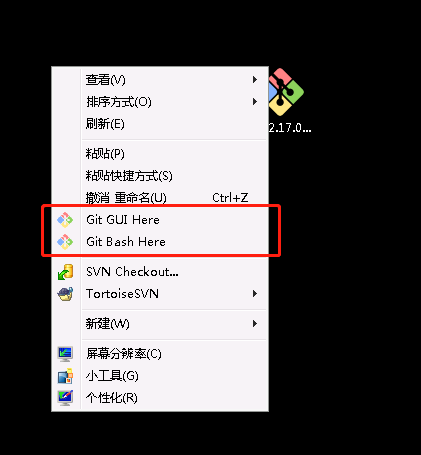 查看(V)
排序方式(O)
刷新(E)
2.17.0...
粘贴(P)
粘贴快捷方式(S)
撤消 重命名(U) Ctrl+Z
Git GUI Here
Git Bash Here
SVN Checkout...
TortoiseSVN
新建(W)
屏幕分辨率(C)
小工具(G)
个性化(R)